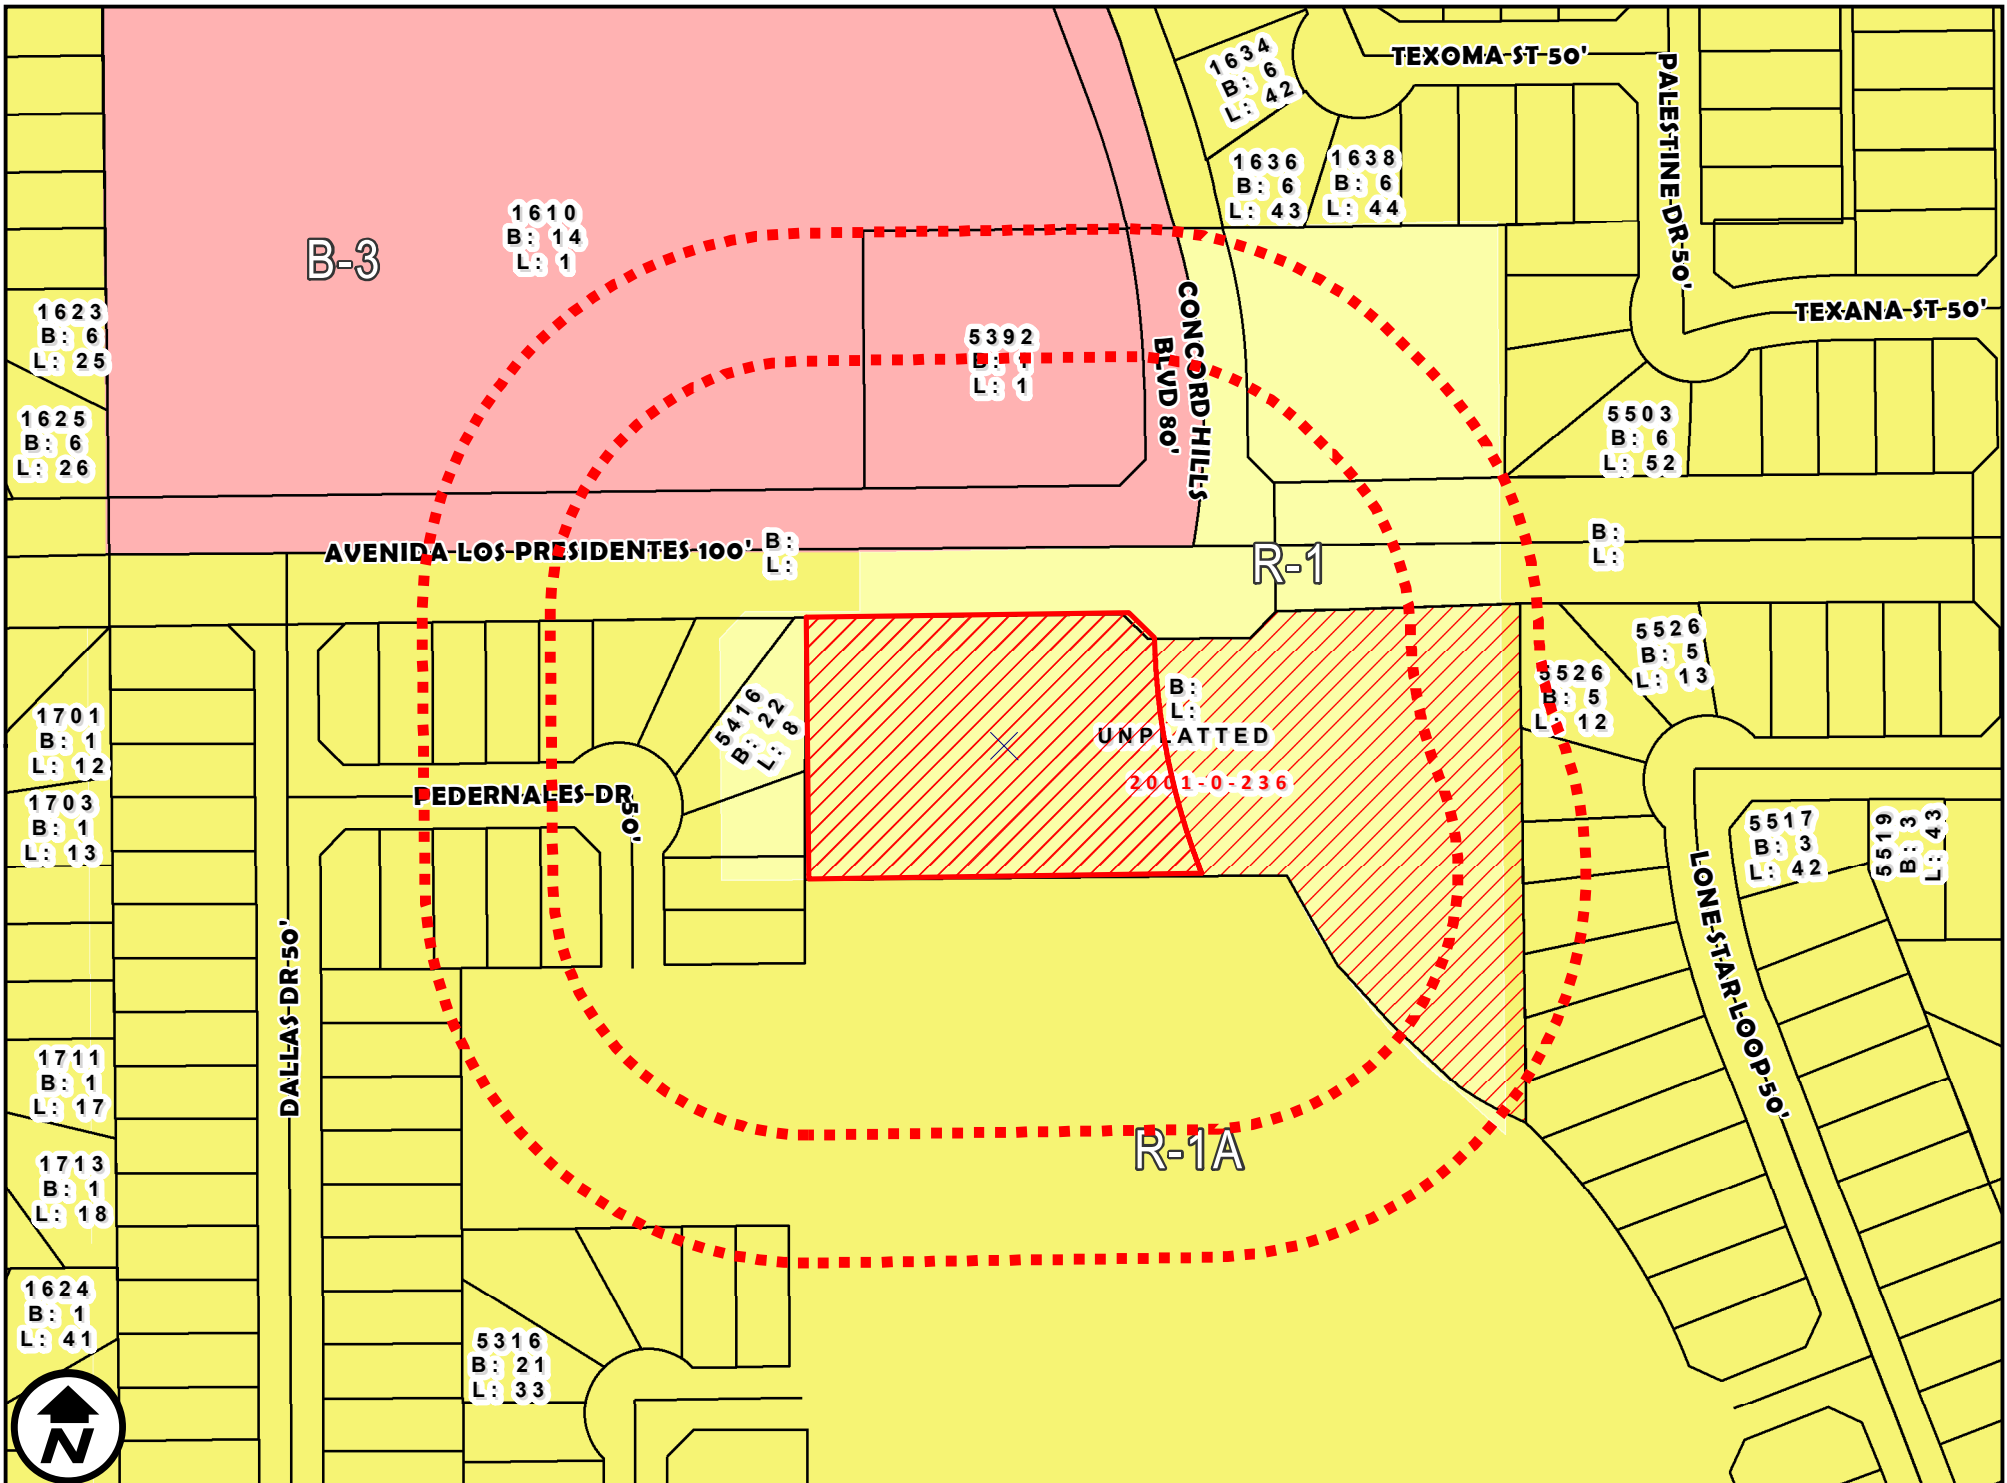 TEXOMA ST 50'
PALESTINE DR 50'
1634
B: 6
L: 42
1636
B: 6
L: 43
1638
B: 6
L: 44
1610
B: 14
L: 1
B-3
1623
B: 6
L: 25
5392
B: 1
L: 1
CONCORD HILLS
BLVD 80'
TEXANA ST 50'
1625
B: 6
L: 26
5503
B: 6
L: 52
AVENIDA LOS PRESIDENTES 100'
B:
L:
R-1
B:
L:
5416
B: 22
L: 8
B:
L:
UNPLATTED
2001-0-236
5526
B: 5
L: 12
5526
B: 5
L: 13
1701
B: 1
L: 12
1703
B: 1
L: 13
PEDERNALES DR
50'
5517
B: 3
L: 42
5519
B: 3
L: 43
DALLAS DR 50'
LONE STAR LOOP 50'
1711
B: 1
L: 17
1713
B: 1
L: 18
R-1A
1624
B: 1
L: 41
5316
B: 21
L: 33
N